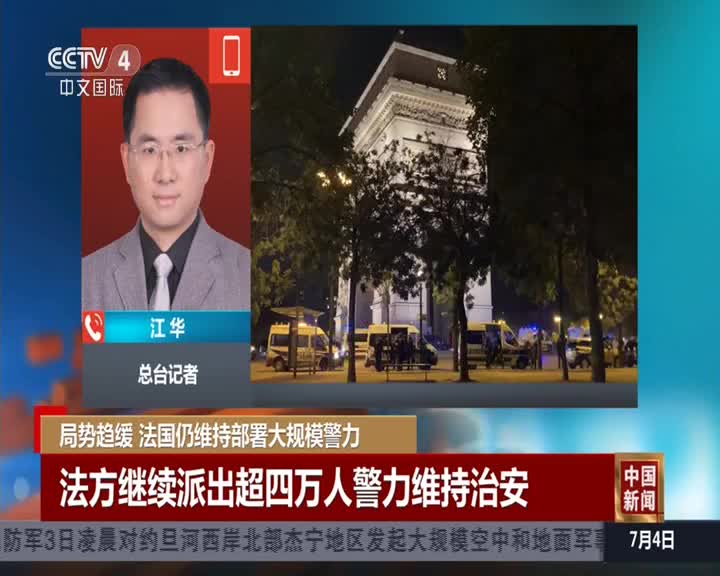 CCTV 4
中文国际
江华
总台记者
局势趋缓 法国仍维持部署大规模警力
法方继续派出超四万人警力维持治安
中国
新闻
防军3日凌晨对约旦河西岸北部杰宁地区发起大规模空中和地面军事
7月4日